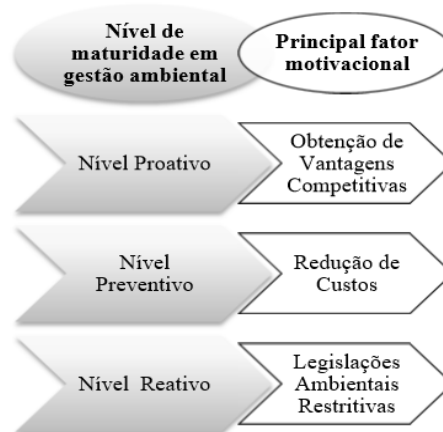 Nível de
maturidade em
gestão ambiental
Principal fator
motivacional
Nível Proativo
Obtenção de
Vantagens
Competitivas
Nível
Preventivo
Redução de
Custos
Nível Reativo
Legislações
Ambientais
Restritivas